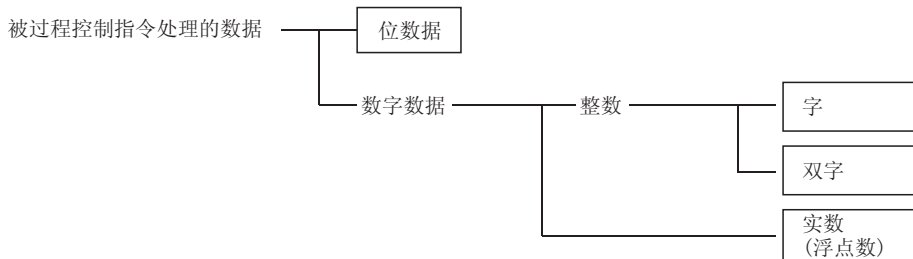 被过程控制指令处理的数据
位数据
数字数据
整数
字
双字
实数
(浮点数)